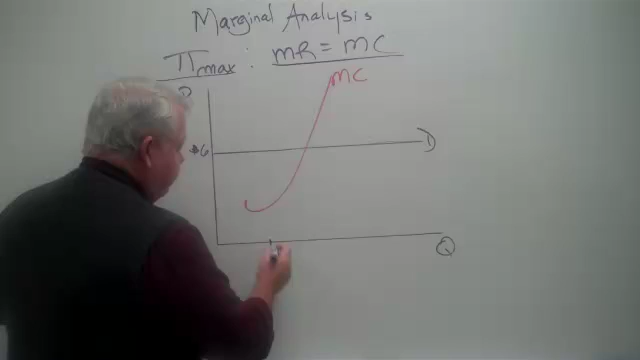 Marginal Analysis
Πmax : MR = MC
P
MC
$6
D
Q